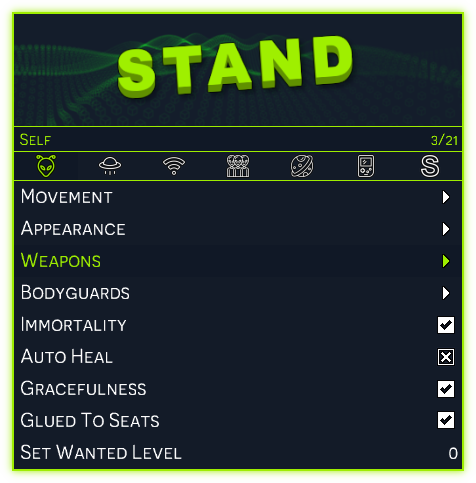 STAND
SELF 3/21
S
MOVEMENT
APPEARANCE
WEAPONS
BODYGUARDS
IMMORTALITY
AUTO HEAL
GRACEFULNESS
GLUED TO SEATS
SET WANTED LEVEL 0